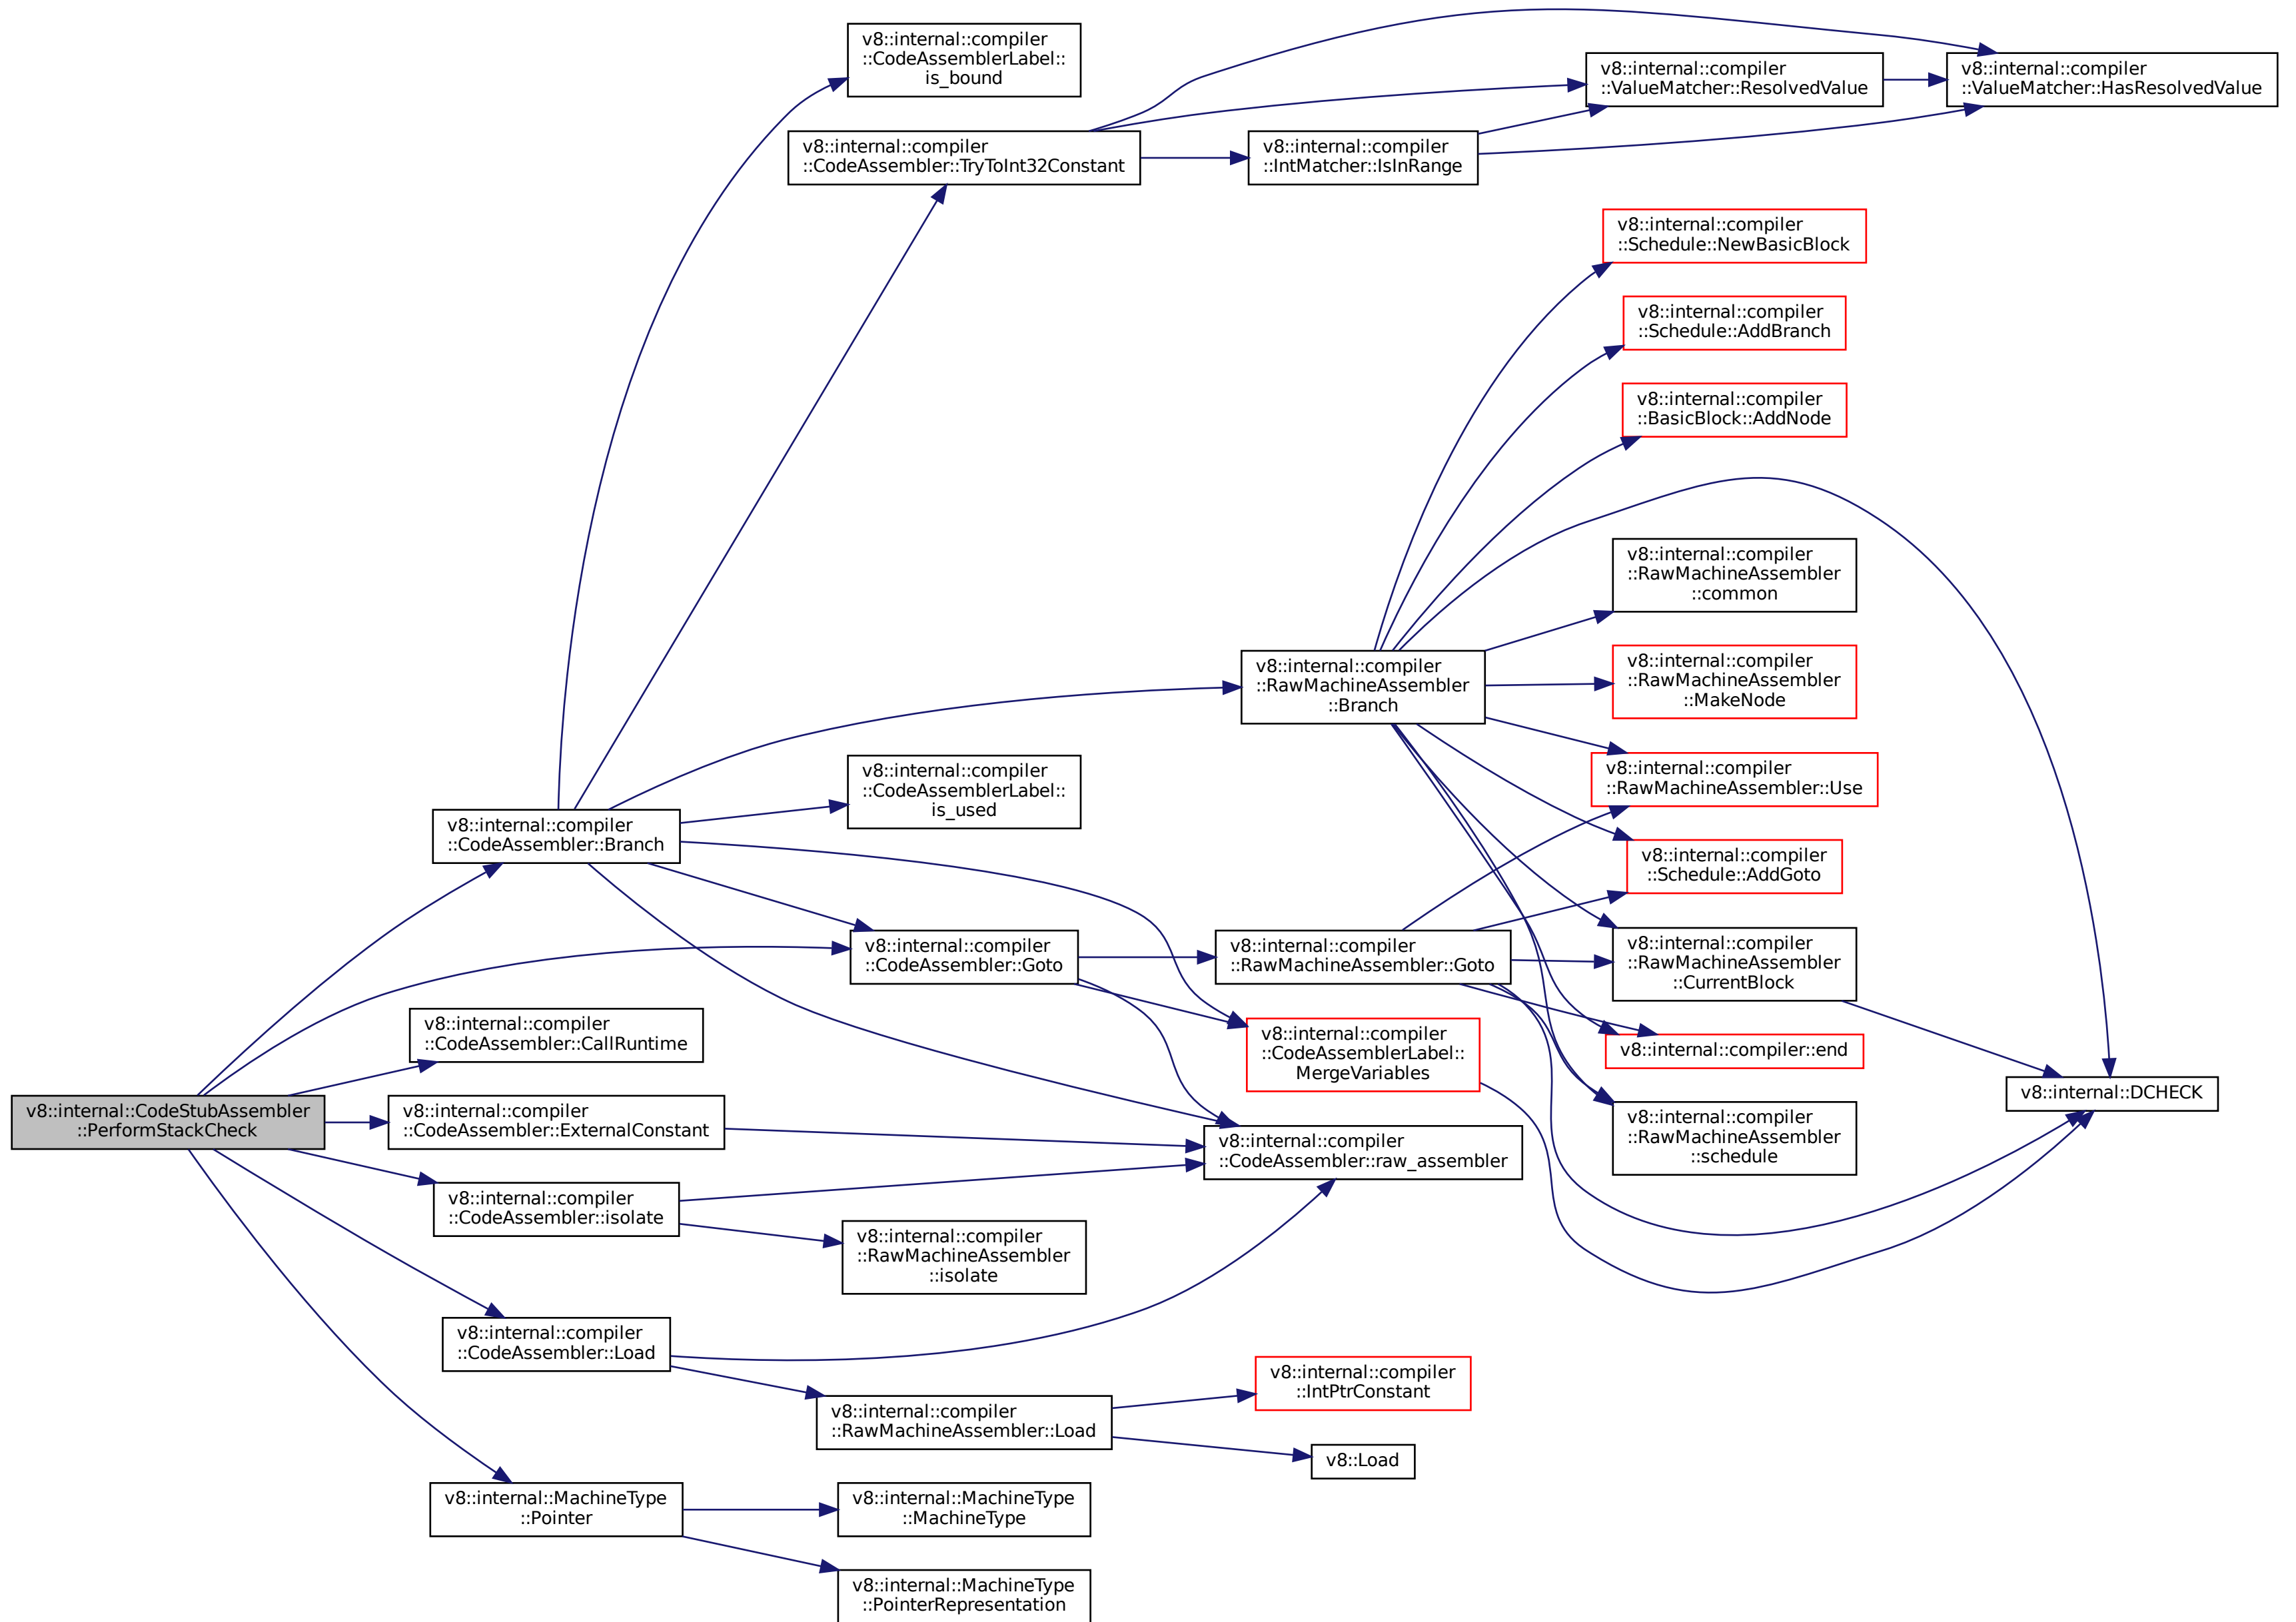 v8::internal::compiler
::CodeAssemblerLabel::
is_bound
v8::internal::compiler
::ValueMatcher::ResolvedValue
v8::internal::compiler
::ValueMatcher::HasResolvedValue
v8::internal::compiler
::CodeAssembler::TryToInt32Constant
v8::internal::compiler
::IntMatcher::IsInRange
v8::internal::compiler
::Schedule::NewBasicBlock
v8::internal::compiler
::Schedule::AddBranch
v8::internal::compiler
::BasicBlock::AddNode
v8::internal::compiler
::RawMachineAssembler
::common
v8::internal::compiler
::RawMachineAssembler
::Branch
v8::internal::compiler
::RawMachineAssembler
::MakeNode
v8::internal::compiler
::CodeAssemblerLabel::
is_used
v8::internal::compiler
::RawMachineAssembler::Use
v8::internal::compiler
::CodeAssembler::Branch
v8::internal::compiler
::Schedule::AddGoto
v8::internal::compiler
::CodeAssembler::Goto
v8::internal::compiler
::RawMachineAssembler::Goto
v8::internal::compiler
::RawMachineAssembler
::CurrentBlock
v8::internal::compiler
::CodeAssembler::CallRuntime
v8::internal::compiler
::CodeAssemblerLabel::
MergeVariables
v8::internal::compiler::end
v8::internal::DCHECK
v8::internal::CodeStubAssembler
::PerformStackCheck
v8::internal::compiler
::CodeAssembler::ExternalConstant
v8::internal::compiler
::CodeAssembler::raw_assembler
v8::internal::compiler
::RawMachineAssembler
::schedule
v8::internal::compiler
::CodeAssembler::isolate
v8::internal::compiler
::RawMachineAssembler
::isolate
v8::internal::compiler
::CodeAssembler::Load
v8::internal::compiler
::RawMachineAssembler::Load
v8::internal::compiler
::IntPtrConstant
v8::Load
v8::internal::MachineType
::Pointer
v8::internal::MachineType
::MachineType
v8::internal::MachineType
::PointerRepresentation